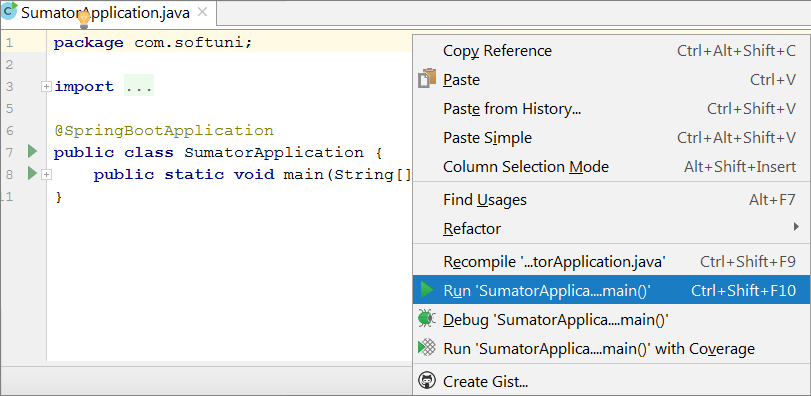 SumatorApplication.java
1 package com.softuni;
2
3 import ...
5
6 @SpringBootApplication
7 public class SumatorApplication {
8 public static void main(String[]
11 }
Copy Reference Ctrl+Alt+Shift+C
Paste Ctrl+V
Paste from History... Ctrl+Shift+V
Paste Simple Ctrl+Alt+Shift+V
Column Selection Mode Alt+Shift+Insert
Find Usages Alt+F7
Refactor
Recompile '...torApplication.java' Ctrl+Shift+F9
Run 'SumatorApplica....main()' Ctrl+Shift+F10
Debug 'SumatorApplica....main()'
Run 'SumatorApplica....main()' with Coverage
Create Gist...